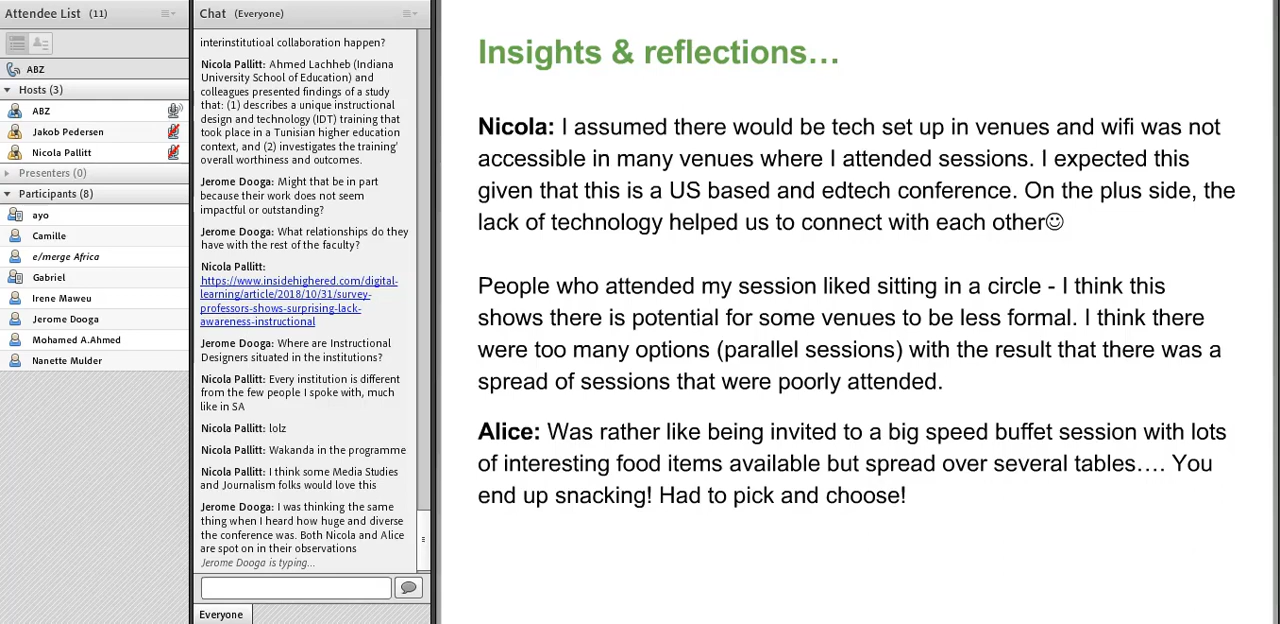 Attendee List (11)
ABZ
Hosts (3)
ABZ
Jakob Pedersen
Nicola Pallitt
Presenters (0)
Participants (8)
ayo
Camille
e/merge Africa
Gabriel
Irene Maweu
Jerome Dooga
Mohamed A.Ahmed
Nanette Mulder
Chat (Everyone)
interinstitutioal collaboration happen?
Nicola Pallitt: Ahmed Lachheb (Indiana
University School of Education) and
colleagues presented findings of a study
that: (1) describes a unique instructional
design and technology (IDT) training that
took place in a Tunisian higher education
context, and (2) investigates the training'
overall worthiness and outcomes.
Jerome Dooga: Might that be in part
because their work does not seem
impactful or outstanding?
Jerome Dooga: What relationships do they
have with the rest of the faculty?
Nicola Pallitt:
https://www.insidehighered.com/digital-
learning/article/2018/10/31/survey-
professors-shows-surprising-lack-
awareness-instructional
Jerome Dooga: Where are Instructional
Designers situated in the institutions?
Nicola Pallitt: Every institution is different
from the few people I spoke with, much
like in SA
Nicola Pallitt: lolz
Nicola Pallitt: Wakanda in the programme
Nicola Pallitt: I think some Media Studies
and Journalism folks would love this
Jerome Dooga: I was thinking the same
thing when I heard how huge and diverse
the conference was. Both Nicola and Alice
are spot on in their observations
Jerome Dooga is typing...
Everyone
Insights & reflections…
Nicola: I assumed there would be tech set up in venues and wifi was not
accessible in many venues where I attended sessions. I expected this
given that this is a US based and edtech conference. On the plus side, the
lack of technology helped us to connect with each other☺
People who attended my session liked sitting in a circle - I think this
shows there is potential for some venues to be less formal. I think there
were too many options (parallel sessions) with the result that there was a
spread of sessions that were poorly attended.
Alice: Was rather like being invited to a big speed buffet session with lots
of interesting food items available but spread over several tables…. You
end up snacking! Had to pick and choose!